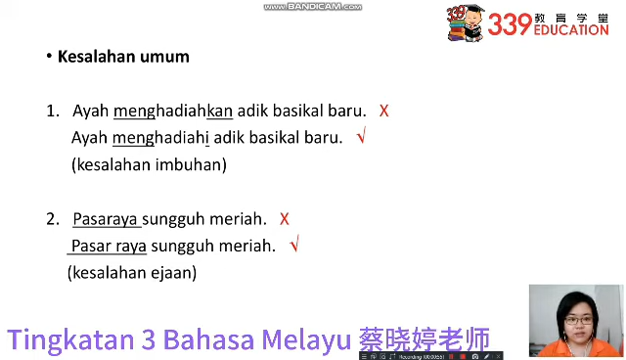 www.BANDICAM.com
339 教育学堂
EDUCATION
• Kesalahan umum
1. Ayah menghadiahkan adik basikal baru. X
Ayah menghadiahi adik basikal baru. √
(kesalahan imbuhan)
2. Pasaraya sungguh meriah. X
Pasar raya sungguh meriah. √
(kesalahan ejaan)
Tingkatan 3 Bahasa Melayu 蔡晓婷老师